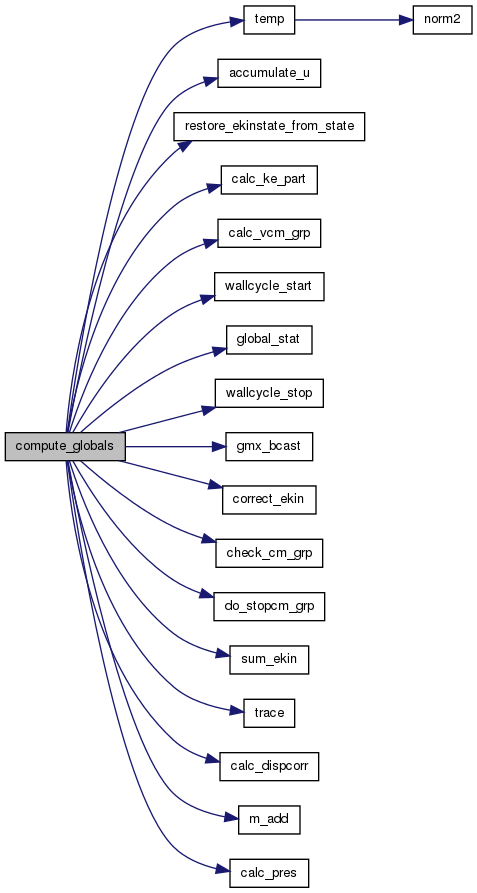 temp
norm2
accumulate_u
restore_ekinstate_from_state
calc_ke_part
calc_vcm_grp
wallcycle_start
global_stat
wallcycle_stop
compute_globals
gmx_bcast
correct_ekin
check_cm_grp
do_stopcm_grp
sum_ekin
trace
calc_dispcorr
m_add
calc_pres